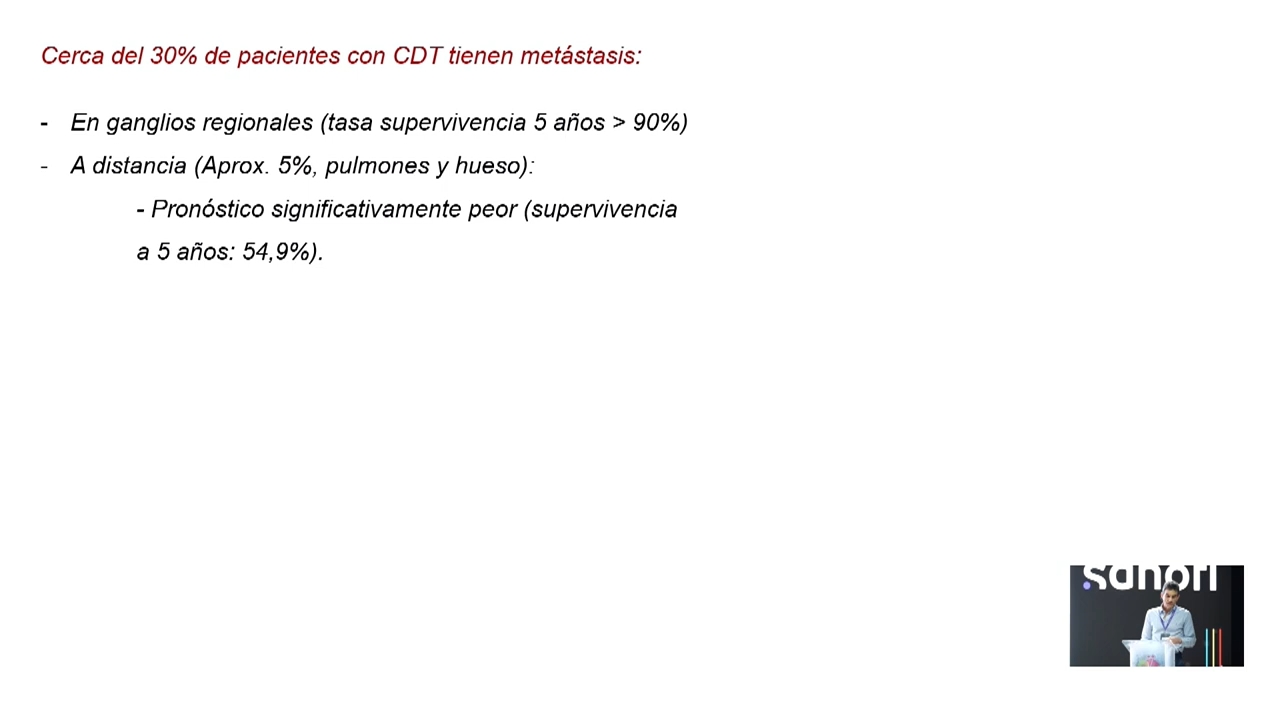 Cerca del 30% de pacientes con CDT tienen metástasis:
- En ganglios regionales (tasa supervivencia 5 años > 90%)
- A distancia (Aprox. 5%, pulmones y hueso):
- Pronóstico significativamente peor (supervivencia
a 5 años: 54,9%).
sanofi